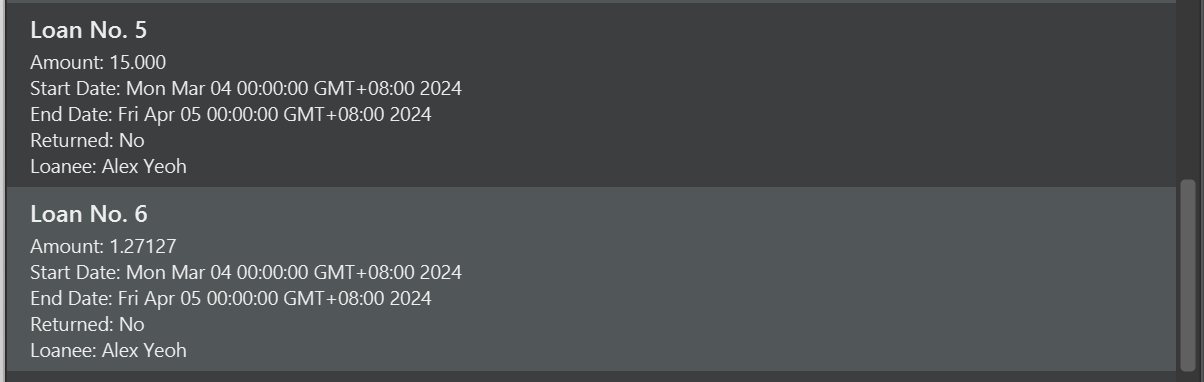 Loan No. 5
Amount: 15.000
Start Date: Mon Mar 04 00:00:00 GMT+08:00 2024
End Date: Fri Apr 05 00:00:00 GMT+08:00 2024
Returned: No
Loanee: Alex Yeoh
Loan No. 6
Amount: 1.27127
Start Date: Mon Mar 04 00:00:00 GMT+08:00 2024
End Date: Fri Apr 05 00:00:00 GMT+08:00 2024
Returned: No
Loanee: Alex Yeoh